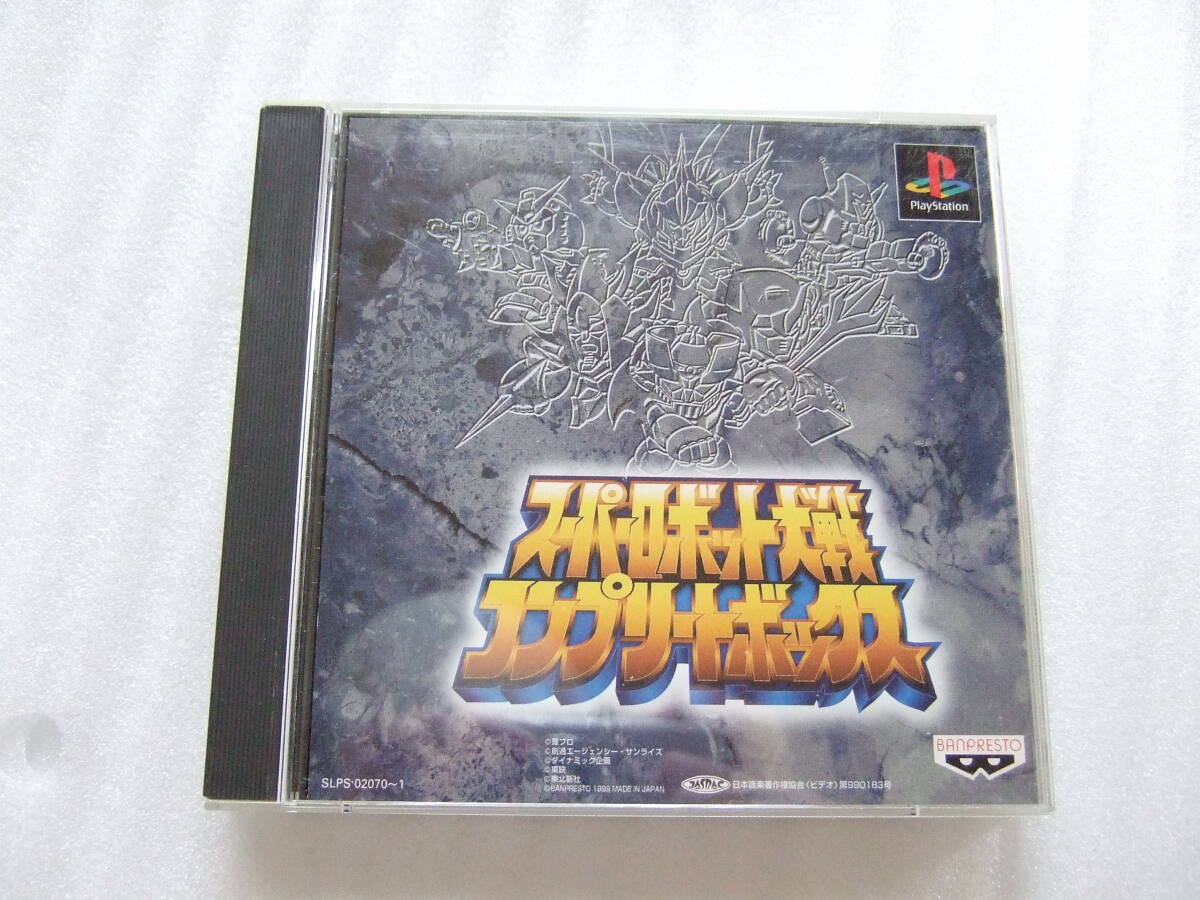 PlayStation
スーパーロボット大戦
コンプリートボックス
BANPRESTO
©葦プロ
©創通エージェンシー・サンライズ
©ダイナミック企画
©東映
©東北新社
©BANPRESTO 1999 MADE IN JAPAN
SLPS 02070~1
JASRAC
日本音楽著作権協会〈ビデオ〉第990183号